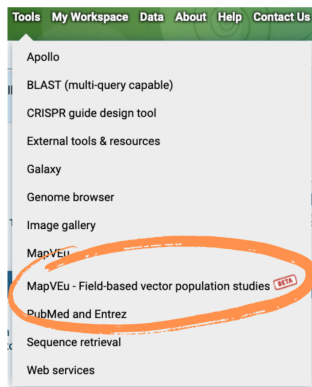 Tools My Workspace Data About Help Contact Us
Apollo
BLAST (multi-query capable)
CRISPR guide design tool
External tools & resources
Galaxy
Genome browser
Image gallery
MapVEu
MapVEu - Field-based vector population studies BETA
PubMed and Entrez
Sequence retrieval
Web services